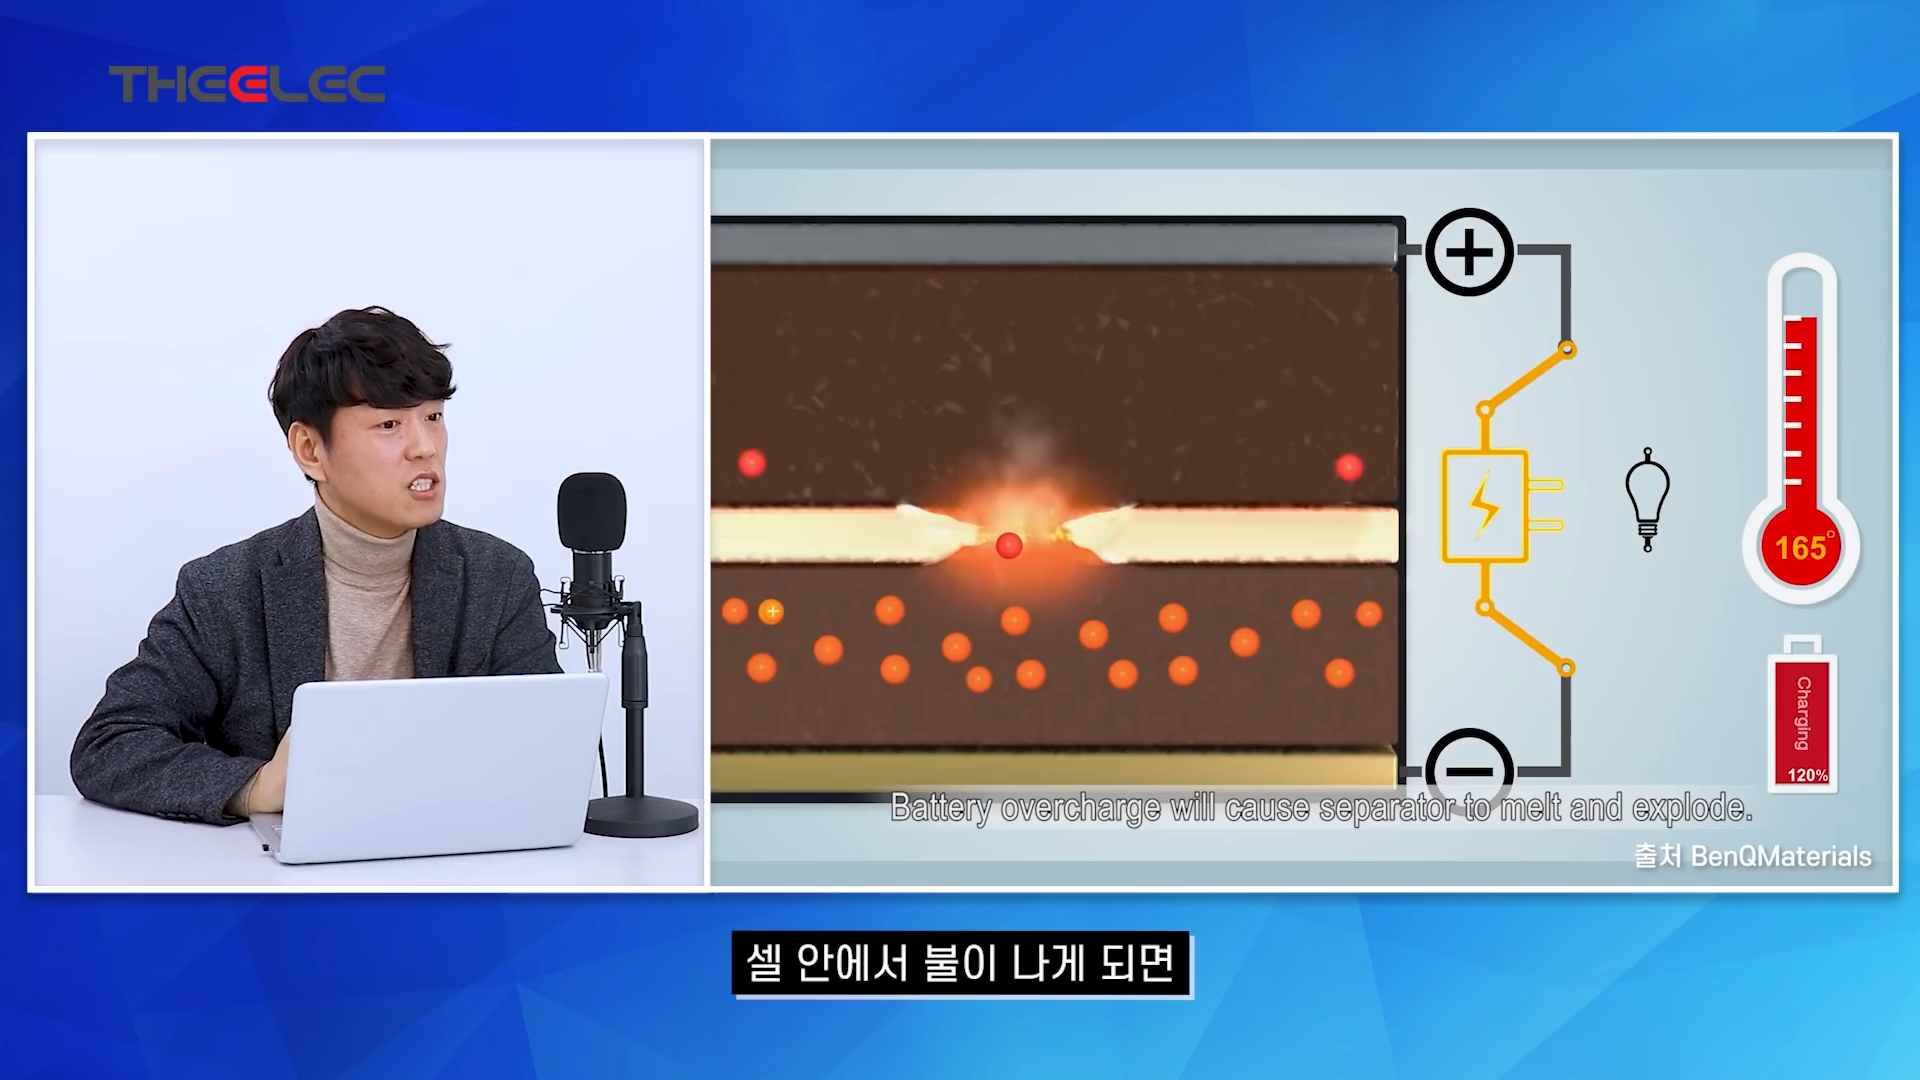 THEELEC
165°
Charging
120%
Battery overcharge will cause separator to melt and explode.
출처 BenQMaterials
셀 안에서 불이 나게 되면